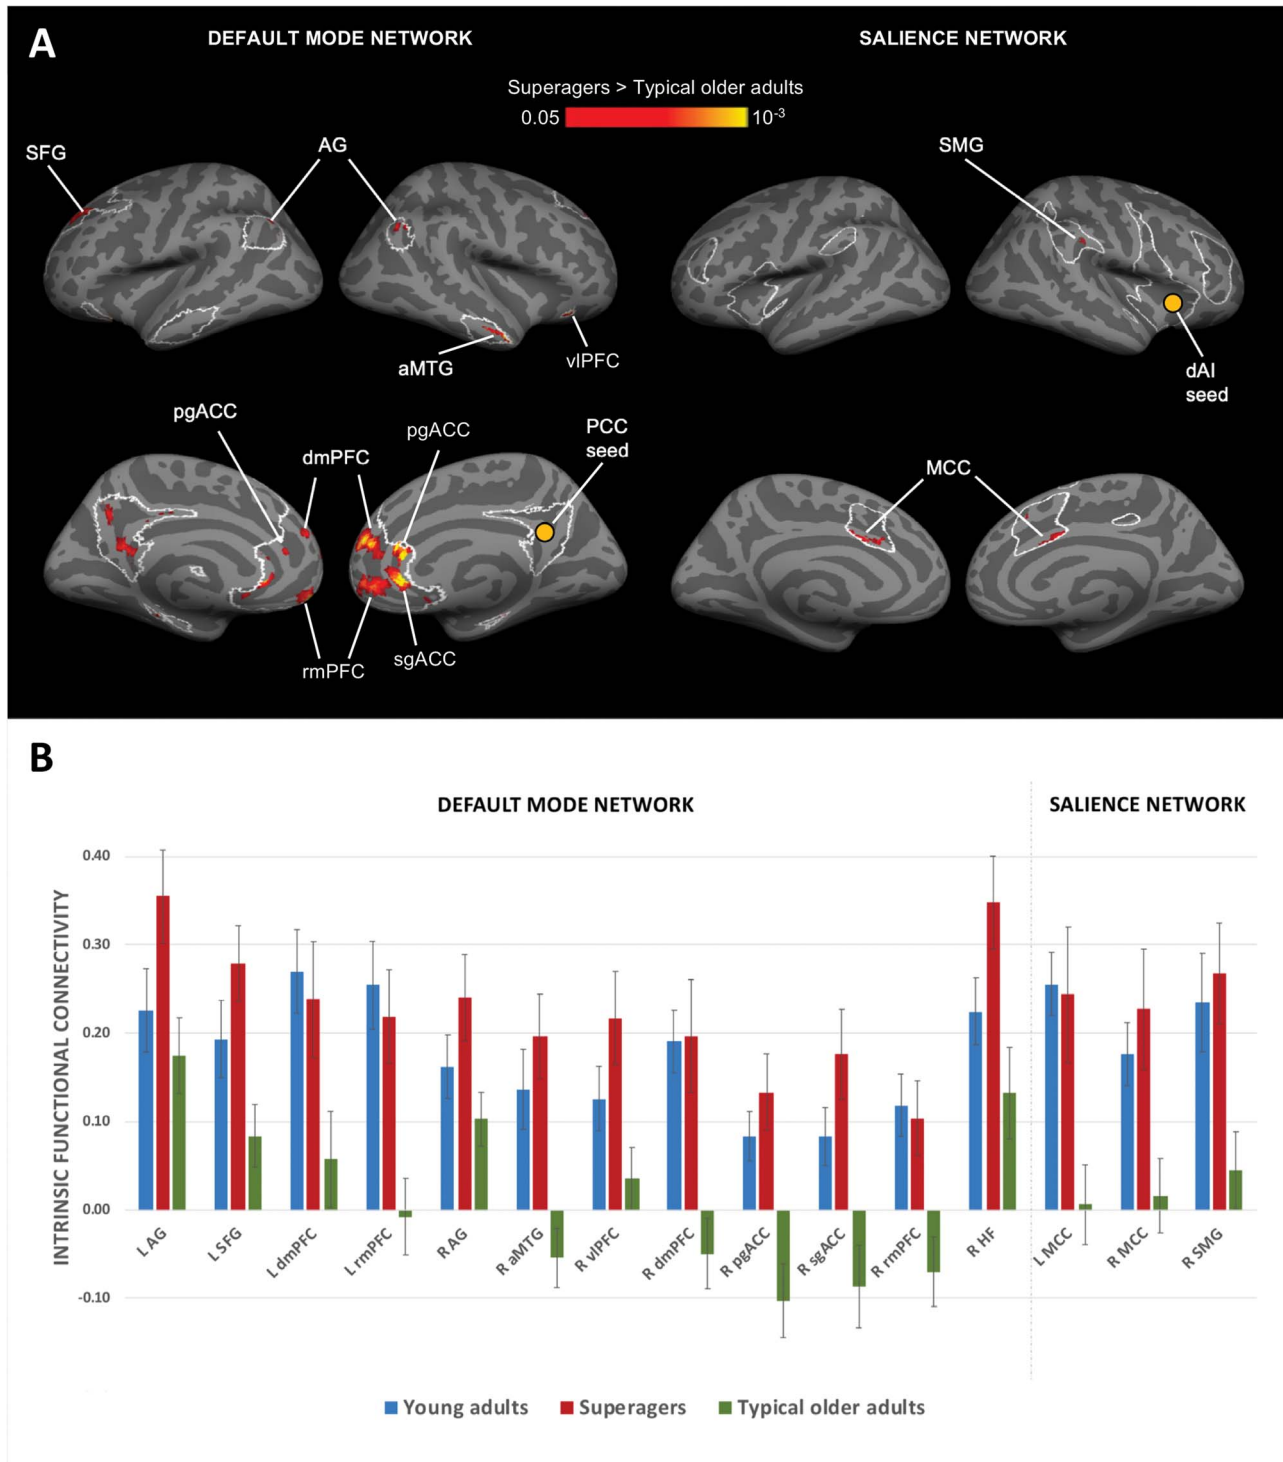 A
DEFAULT MODE NETWORK
SALIENCE NETWORK
Superagers > Typical older adults
0.05
10-3
SFG
AG
SMG
aMTG
vlPFC
dAI
seed
pgACC
dmPFC
pgACC
PCC
seed
MCC
rmPFC
sgACC
B
DEFAULT MODE NETWORK
SALIENCE NETWORK
INTRINSIC FUNCTIONAL CONNECTIVITY
0.40
0.30
0.20
0.10
0.00
-0.10
L AG
L SFG
L dmPFC
L rmPFC
R AG
R aMTG
R vlPFC
R dmPFC
R pgACC
R sgACC
R rmPFC
R HF
L MCC
R MCC
R SMG
Young adults
Superagers
Typical older adults